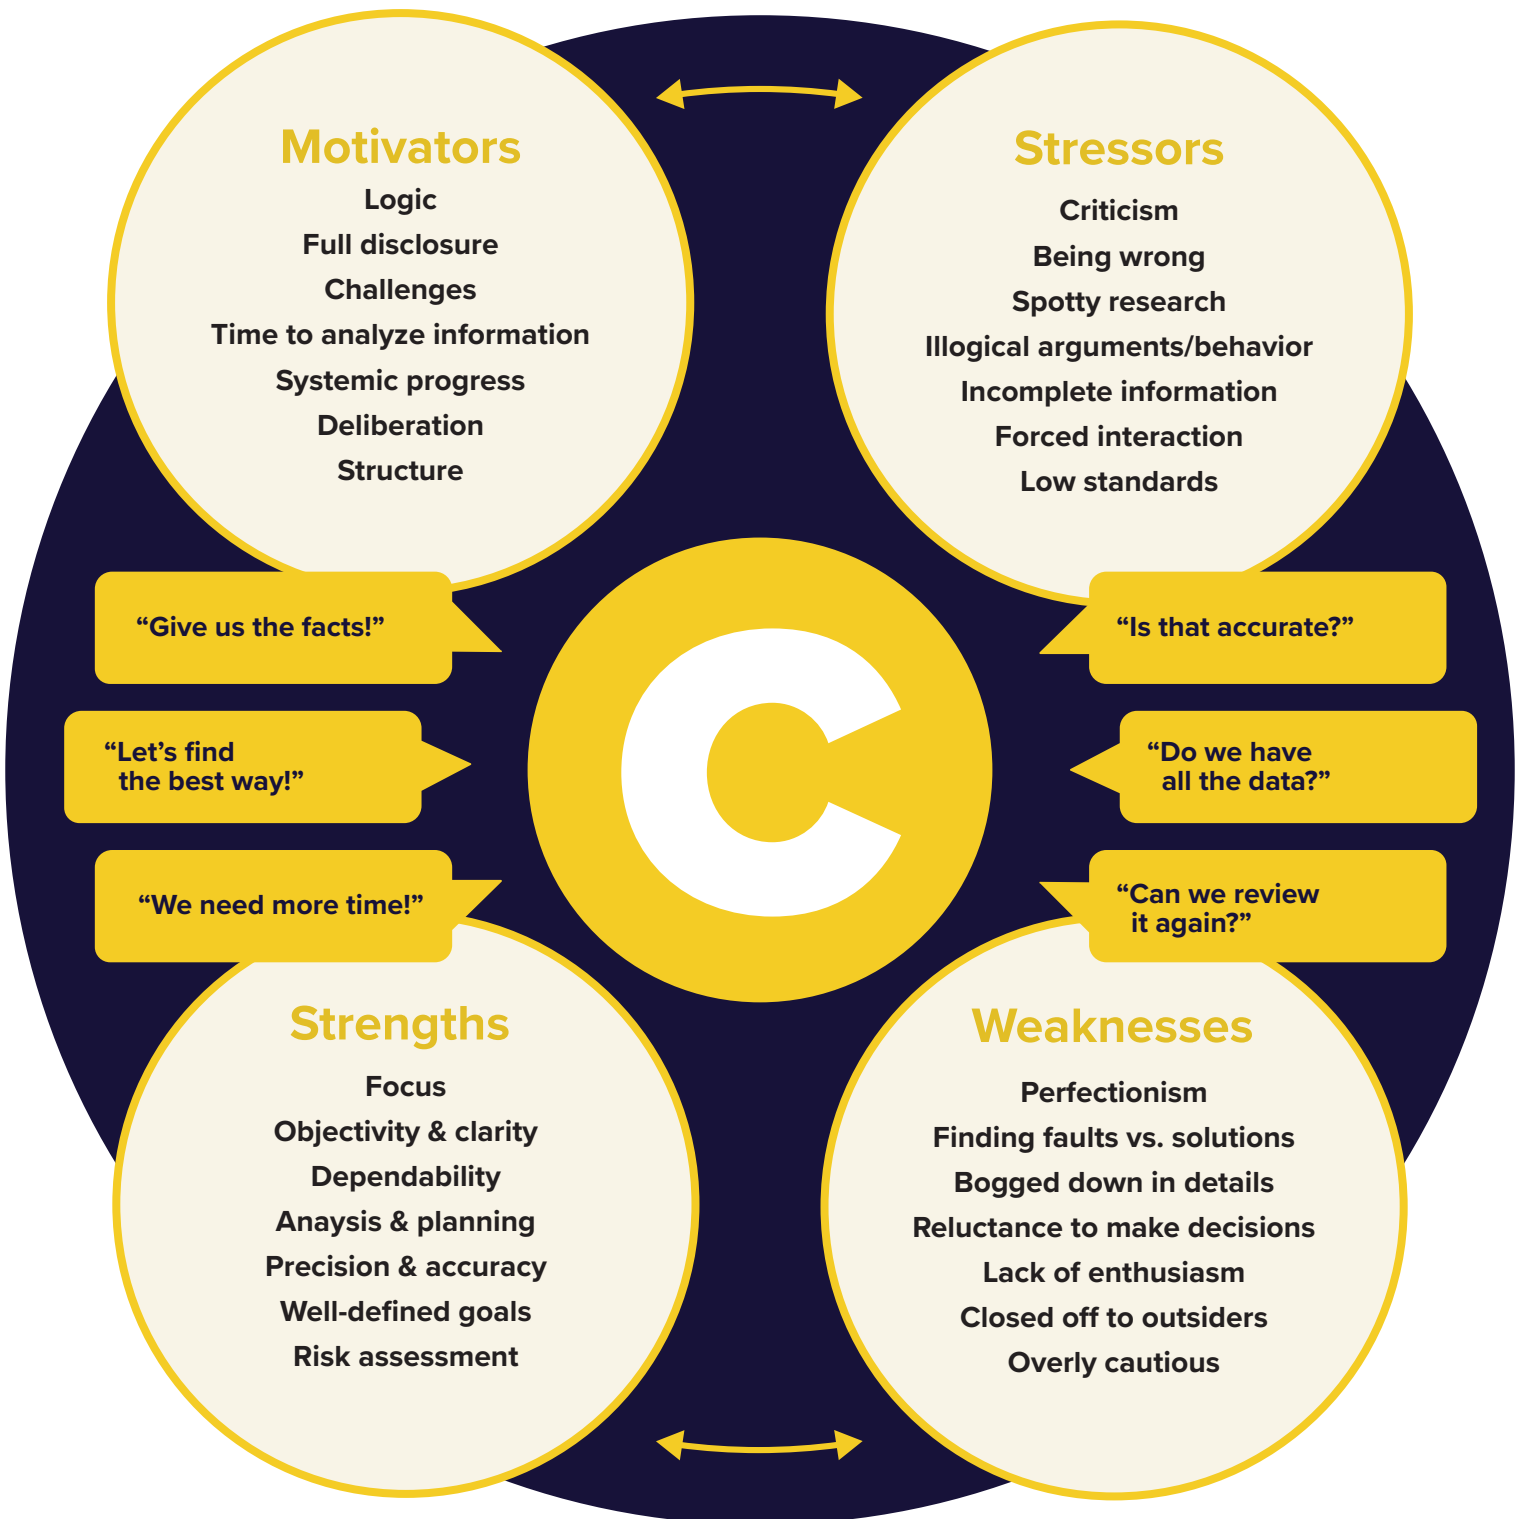 Motivators
Logic
Full disclosure
Challenges
Time to analyze information
Systemic progress
Deliberation
Structure
Stressors
Criticism
Being wrong
Spotty research
Illogical arguments/behavior
Incomplete information
Forced interaction
Low standards
“Give us the facts!”
“Let’s find
the best way!”
“We need more time!”
C
“Is that accurate?”
“Do we have
all the data?”
“Can we review
it again?”
Strengths
Focus
Objectivity & clarity
Dependability
Anaysis & planning
Precision & accuracy
Well-defined goals
Risk assessment
Weaknesses
Perfectionism
Finding faults vs. solutions
Bogged down in details
Reluctance to make decisions
Lack of enthusiasm
Closed off to outsiders
Overly cautious